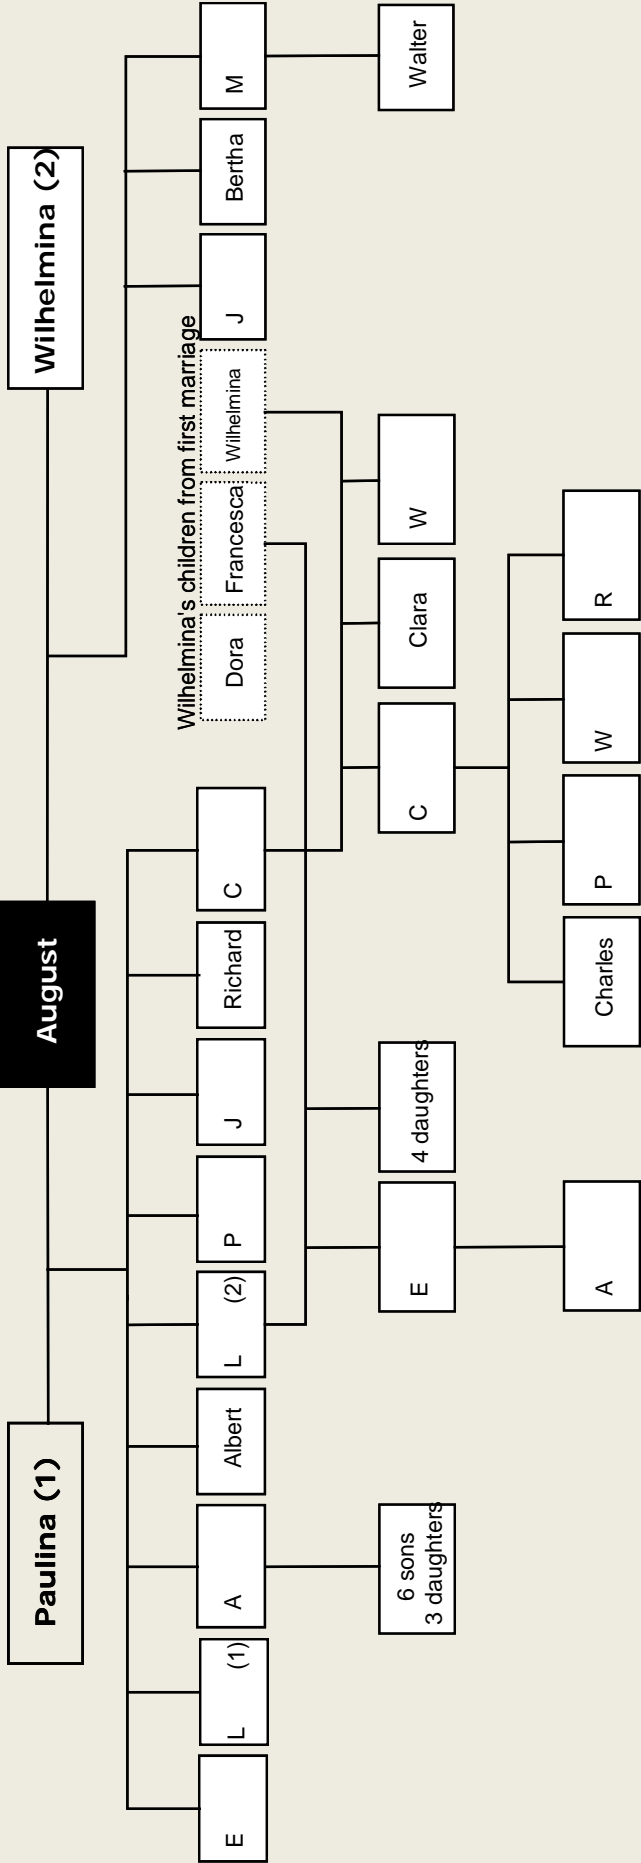 Paulina (1)
August
Wilhelmina (2)
Wilhelmina's children from first marriage
E
L (1)
A
Albert
L (2)
P
J
Richard
C
Dora
Francesca
Wilhelmina
J
Bertha
M
6 sons
3 daughters
E
4 daughters
C
Clara
W
Walter
A
Charles
P
W
R